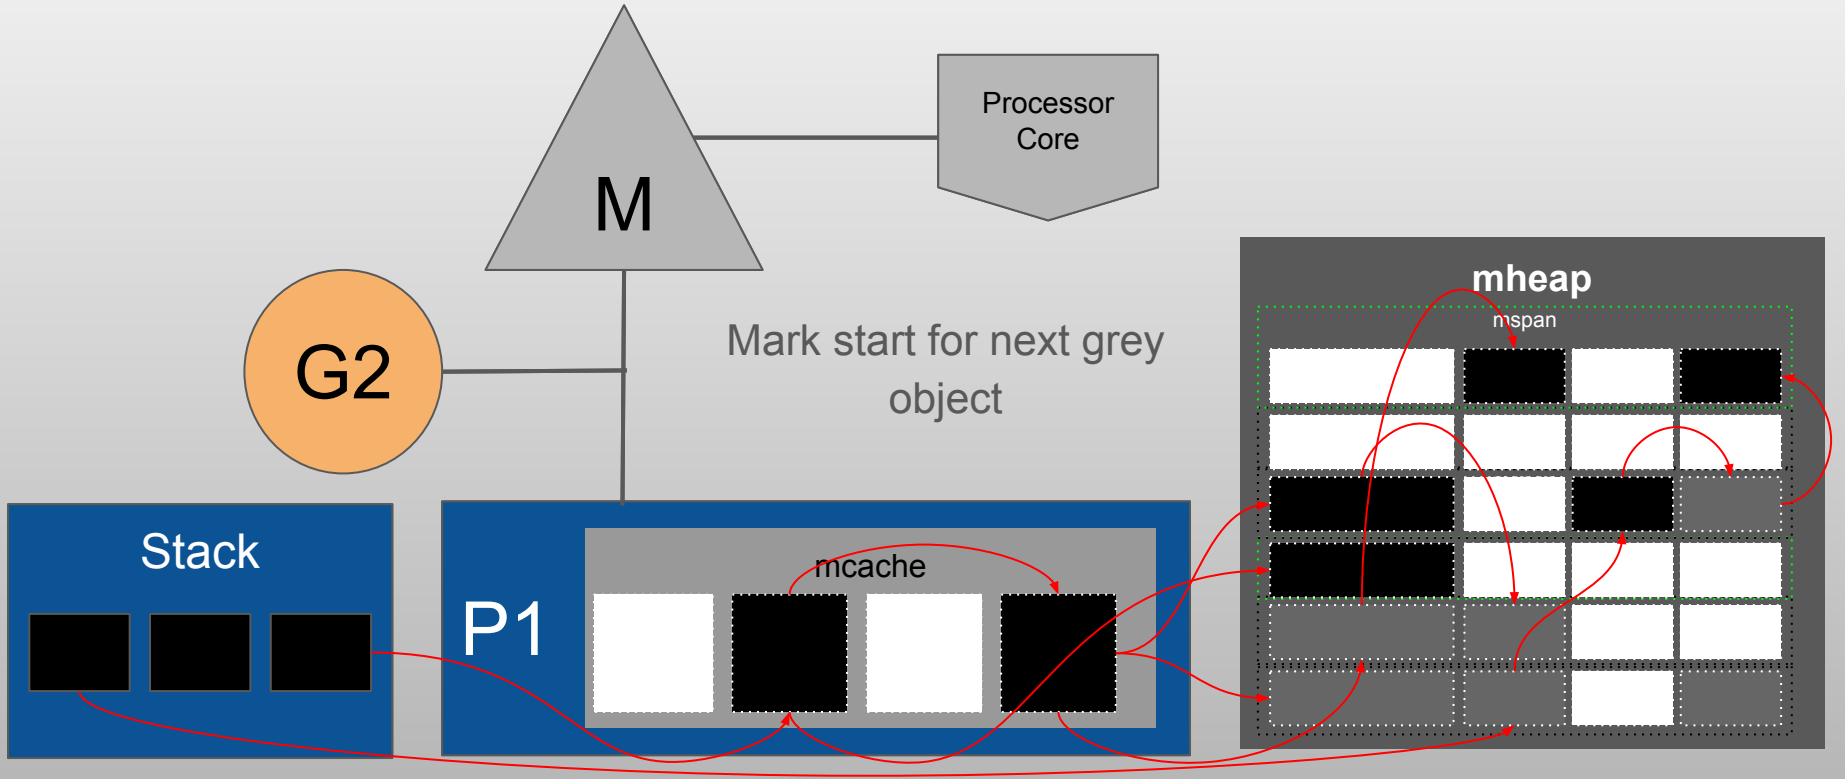 M
Processor
Core
G2
Mark start for next grey
object
mheap
mspan
Stack
P1
mcache